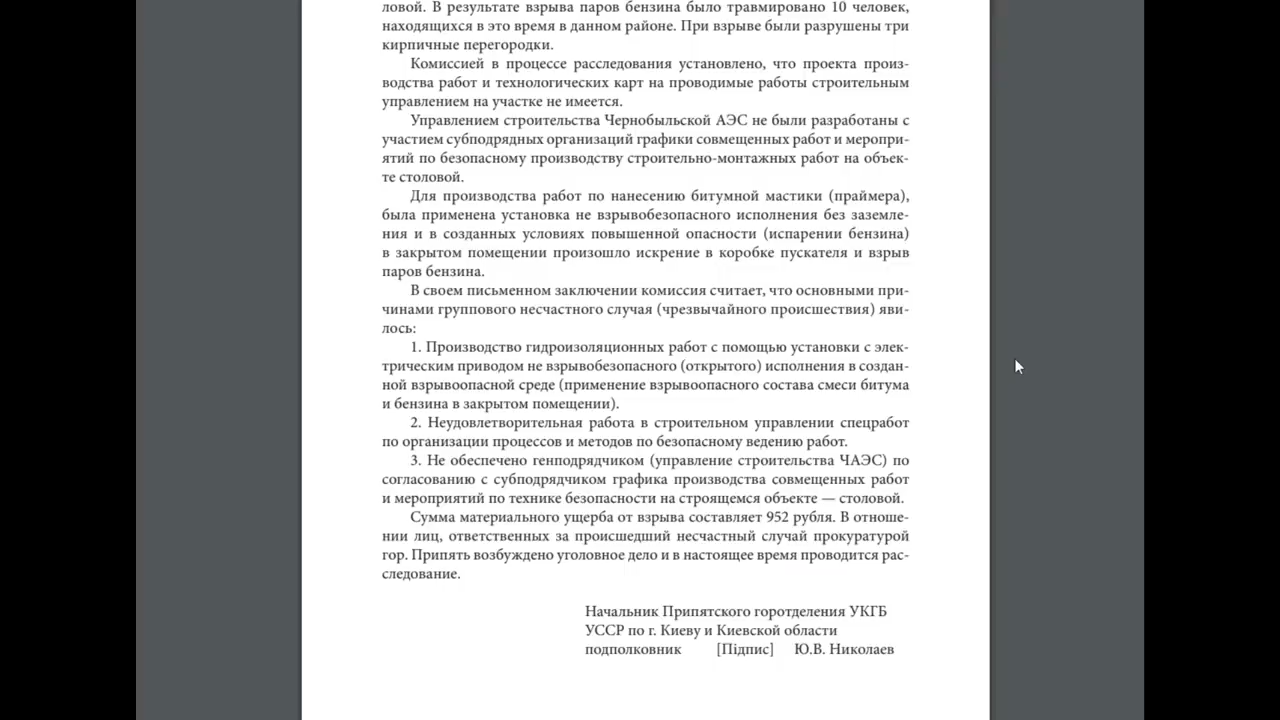 ловой. В результате взрыва паров бензина было травмировано 10 человек,
находящихся в это время в данном районе. При взрыве были разрушены три
кирпичные перегородки.
Комиссией в процессе расследования установлено, что проекта произ-
водства работ и технологических карт на проводимые работы строительным
управлением на участке не имеется.
Управлением строительства Чернобыльской АЭС не были разработаны с
участием субподрядных организаций графики совмещенных работ и меропри-
ятий по безопасному производству строительно-монтажных работ на объек-
те столовой.
Для производства работ по нанесению битумной мастики (праймера),
была применена установка не взрывобезопасного исполнения без заземле-
ния и в созданных условиях повышенной опасности (испарении бензина)
в закрытом помещении произошло искрение в коробке пускателя и взрыв
паров бензина.
В своем письменном заключении комиссия считает, что основными при-
чинами группового несчастного случая (чрезвычайного происшествия) яви-
лось:
1. Производство гидроизоляционных работ с помощью установки с элек-
трическим приводом не взрывобезопасного (открытого) исполнения в создан-
ной взрывоопасной среде (применение взрывоопасного состава смеси битума
и бензина в закрытом помещении).
2. Неудовлетворительная работа в строительном управлении спецработ
по организации процессов и методов по безопасному ведению работ.
3. Не обеспечено генподрядчиком (управление строительства ЧАЭС) по
согласованию с субподрядчиком графика производства совмещенных работ
и мероприятий по технике безопасности на строящемся объекте — столовой.
Сумма материального ущерба от взрыва составляет 952 рубля. В отноше-
нии лиц, ответственных за происшедший несчастный случай прокуратурой
гор. Припять возбуждено уголовное дело и в настоящее время проводится рас-
следование.
Начальник Припятского горотделения УКГБ
УССР по г. Киеву и Киевской области
подполковник [Підпис] Ю.В. Николаев